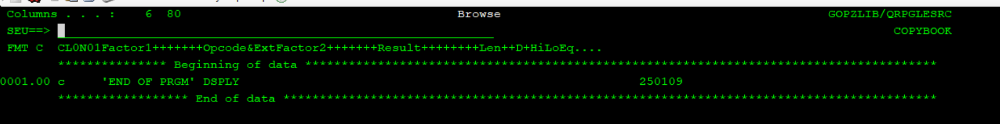 Columns . . . :    6  80                                      Browse                                             GOPZLIB/QRPGLESRC
SEU==>                                                                                                                    COPYBOOK
FMT C  CL0N01Factor1+++++++Opcode&ExtFactor2+++++++Result++++++++Len++D+HiLoEq....
*************** Beginning of data ***************************************************************************************
0001.00 c     'END OF PRGM' DSPLY                                                       250109
****************** End of data ******************************************************************************************